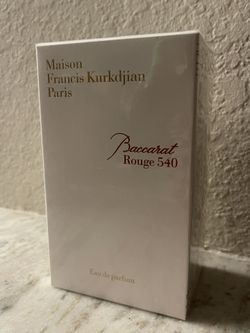 Maison
Francis Kurkdjian
Paris
Baccarat
Rouge 540
Eau de parfum